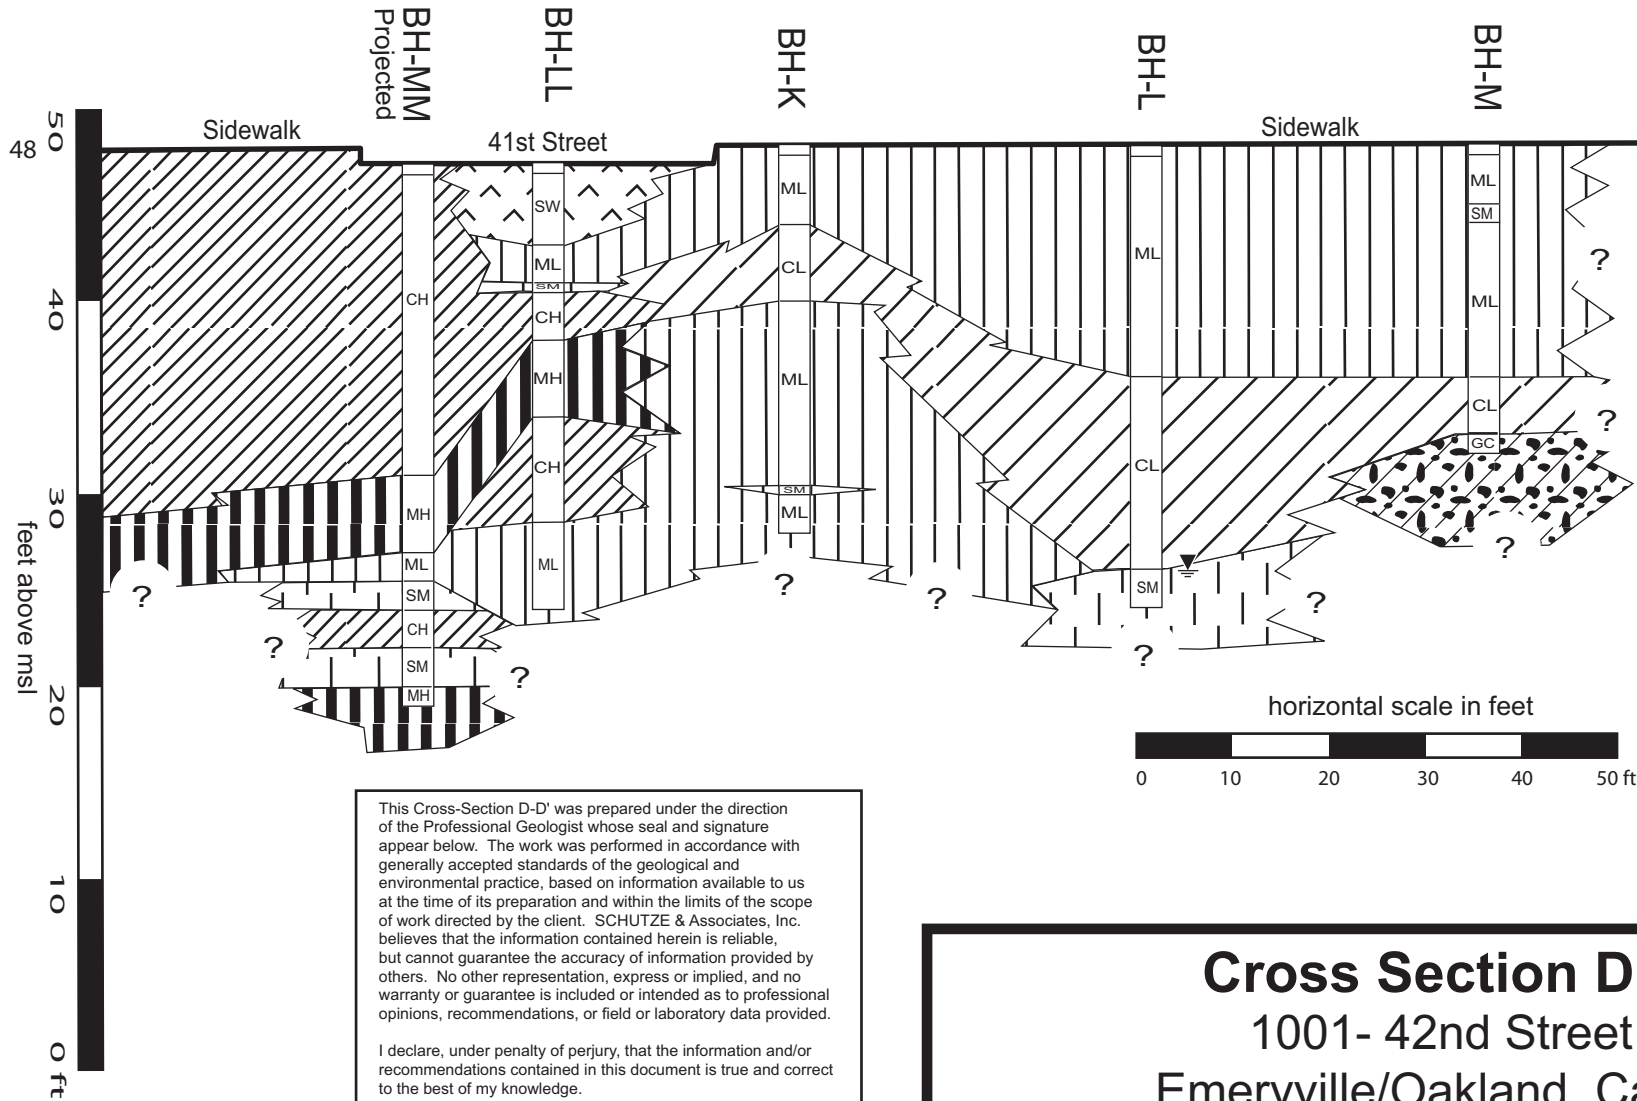 BH-MM
Projected
BH-LL
BH-K
BH-L
BH-M
50
48
Sidewalk
41st Street
Sidewalk
40
30
20
10
0 ft
feet above msl
CH
MH
ML
SM
CH
SM
MH
SW
ML
SM
CH
MH
CH
ML
ML
CL
ML
SM
ML
ML
CL
SM
ML
SM
ML
CL
GC
?
?
?
?
?
?
?
?
?
?
horizontal scale in feet
0 10 20 30 40 50 ft
This Cross-Section D-D' was prepared under the direction
of the Professional Geologist whose seal and signature
appear below. The work was performed in accordance with
generally accepted standards of the geological and
environmental practice, based on information available to us
at the time of its preparation and within the limits of the scope
of work directed by the client. SCHUTZE & Associates, Inc.
believes that the information contained herein is reliable,
but cannot guarantee the accuracy of information provided by
others. No other representation, express or implied, and no
warranty or guarantee is included or intended as to professional
opinions, recommendations, or field or laboratory data provided.
I declare, under penalty of perjury, that the information and/or
recommendations contained in this document is true and correct
to the best of my knowledge.
Cross Section D
1001- 42nd Street
Emeryville/Oakland, Ca